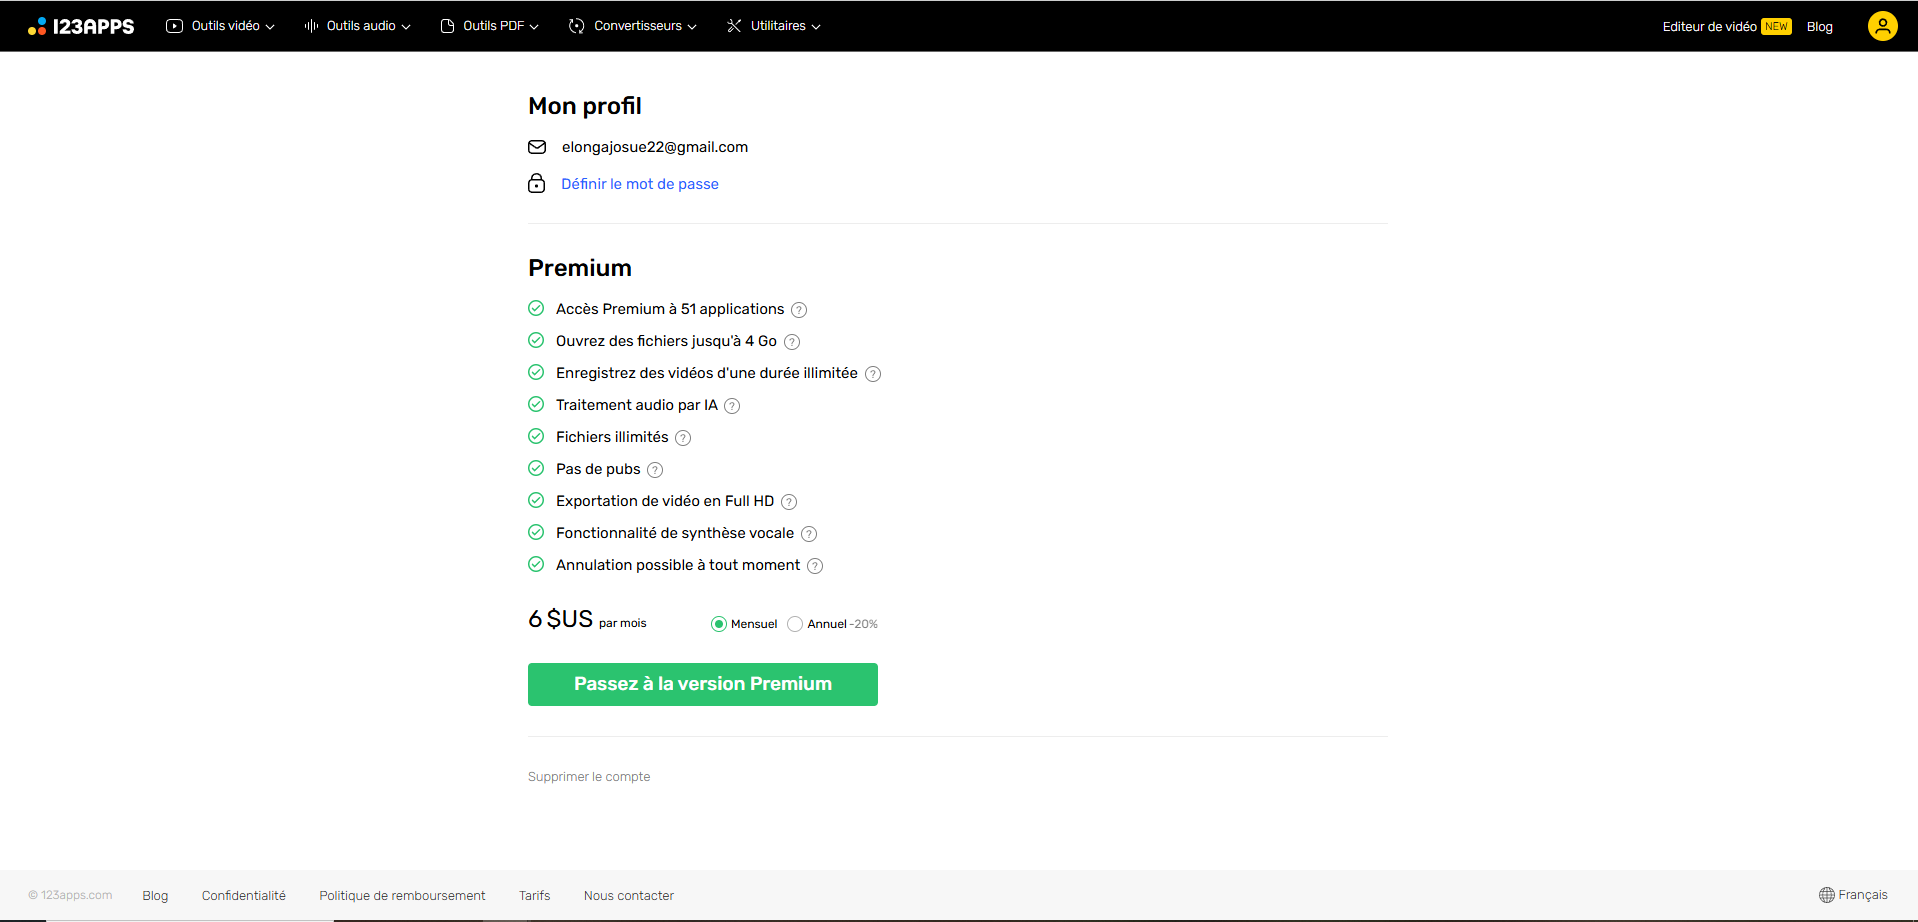 123APPS Outils vidéo Outils audio Outils PDF Convertisseurs Utilitaires Editeur de vidéo NEW Blog
Mon profil
elongajosue22@gmail.com
Définir le mot de passe
Premium
Accès Premium à 51 applications ?
Ouvrez des fichiers jusqu'à 4 Go ?
Enregistrez des vidéos d'une durée illimitée ?
Traitement audio par IA ?
Fichiers illimités ?
Pas de pubs ?
Exportation de vidéo en Full HD ?
Fonctionnalité de synthèse vocale ?
Annulation possible à tout moment ?
6 $US par mois Mensuel Annuel -20%
Passez à la version Premium
Supprimer le compte
© 123apps.com Blog Confidentialité Politique de remboursement Tarifs Nous contacter Français